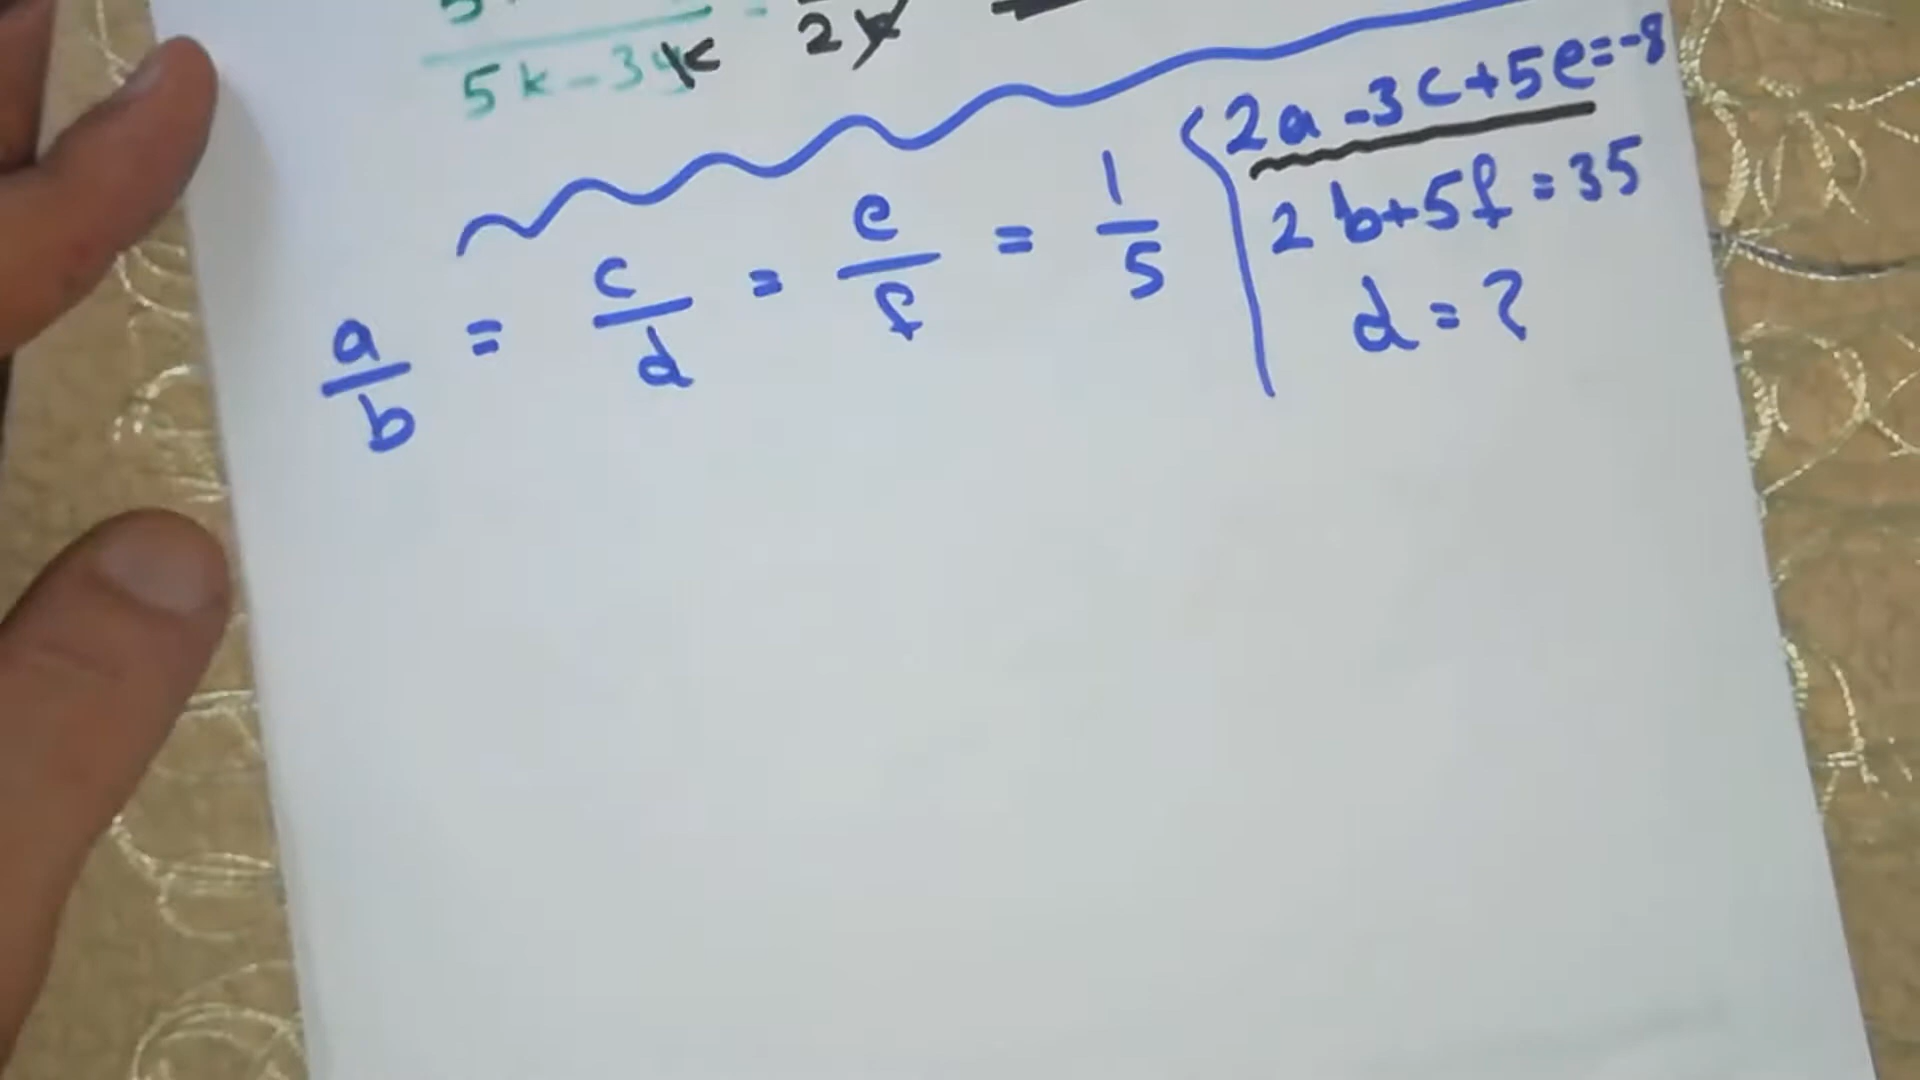 5k-3k 2k
2a-3c+5e=-8
a/b = c/d = e/f = 1/5
2b+5f=35
d=?